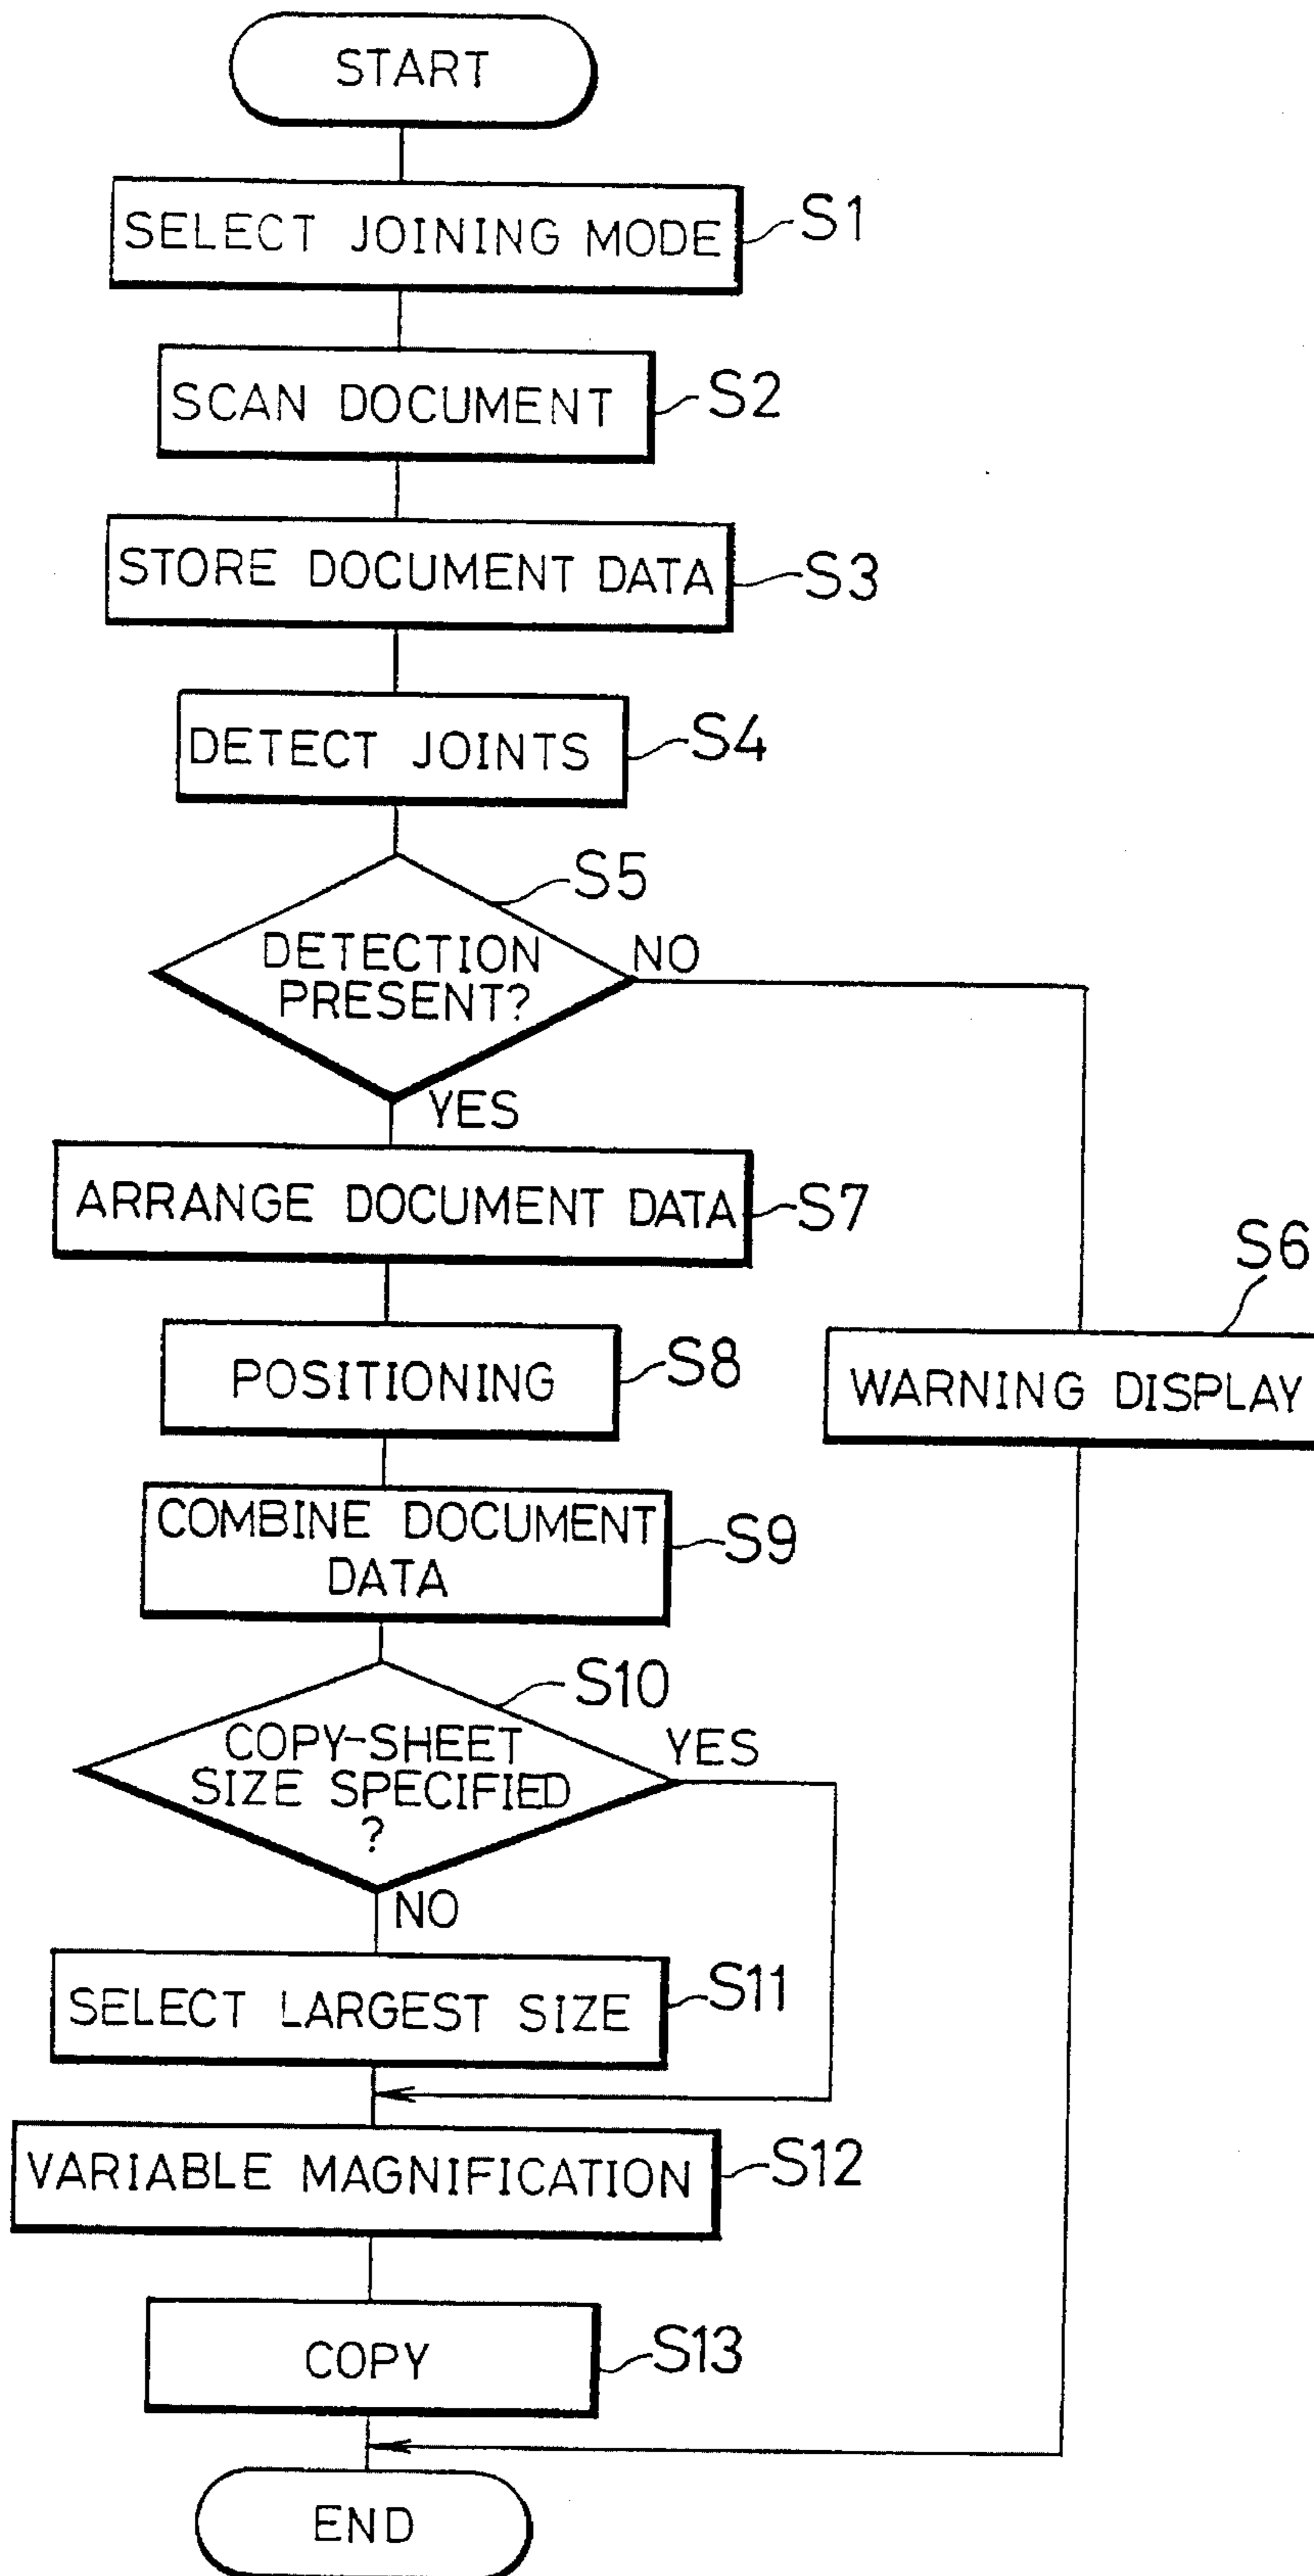 START
SELECT JOINING MODE
S1
SCAN DOCUMENT
S2
STORE DOCUMENT DATA
S3
DETECT JOINTS
S4
S5
DETECTION
PRESENT?
NO
YES
ARRANGE DOCUMENT DATA
S7
S6
POSITIONING
S8
WARNING DISPLAY
COMBINE DOCUMENT
DATA
S9
S10
COPY-SHEET
SIZE SPECIFIED
?
YES
NO
SELECT LARGEST SIZE
S11
VARIABLE MAGNIFICATION
S12
COPY
S13
END